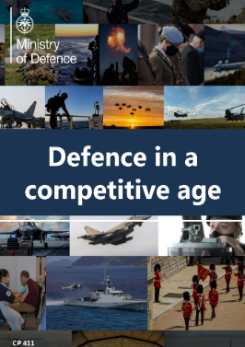 Ministry
of Defence
Defence in a
competitive age
CP 411